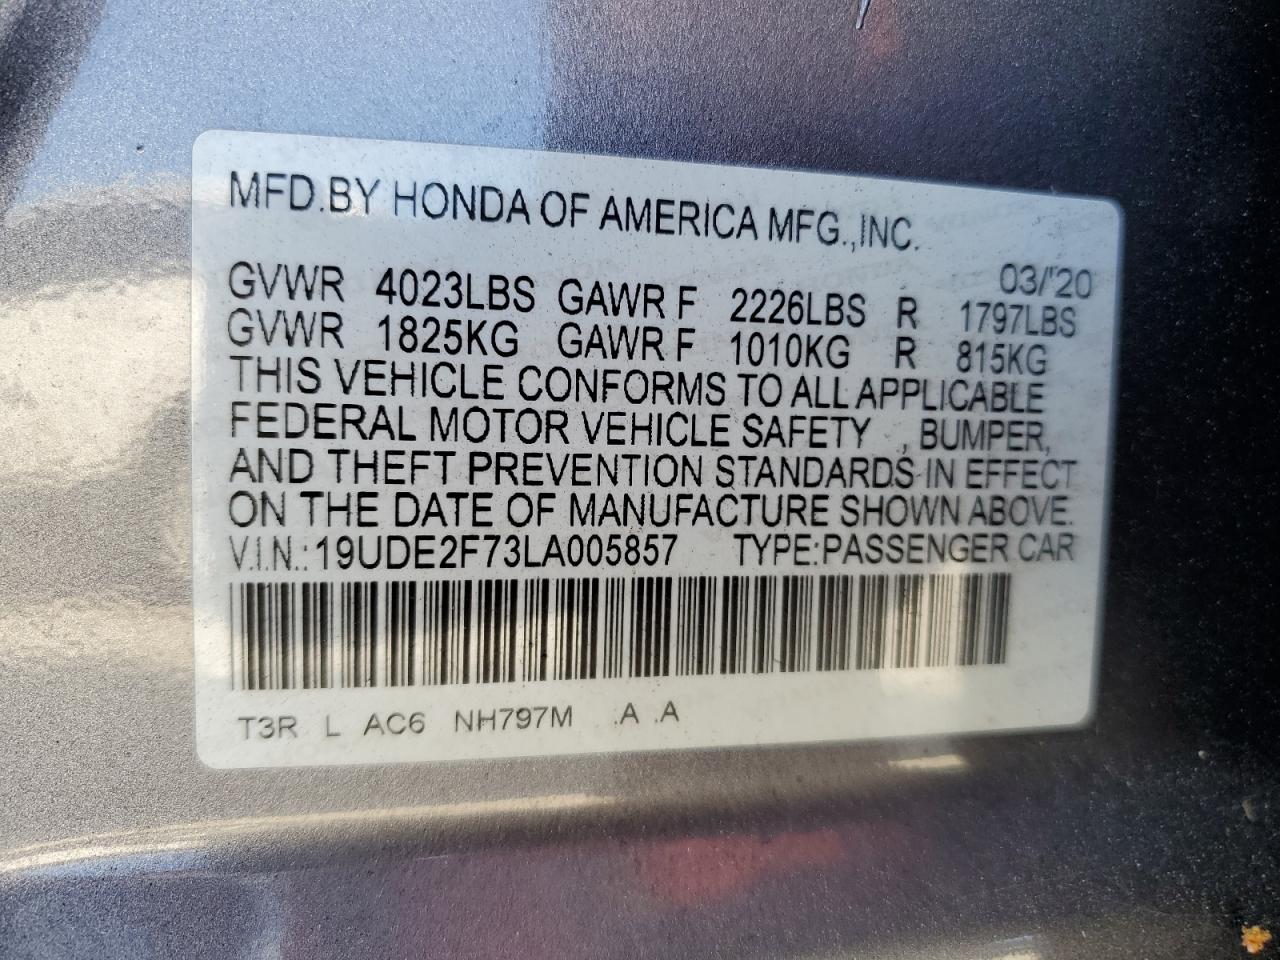 MFD.BY HONDA OF AMERICA MFG.,INC.
03/'20
GVWR 4023LBS GAWR F 2226LBS R 1797LBS
GVWR 1825KG GAWR F 1010KG R 815KG
THIS VEHICLE CONFORMS TO ALL APPLICABLE
FEDERAL MOTOR VEHICLE SAFETY , BUMPER,
AND THEFT PREVENTION STANDARDS IN EFFECT
ON THE DATE OF MANUFACTURE SHOWN ABOVE.
V.I.N.: 19UDE2F73LA005857 TYPE:PASSENGER CAR
T3R L AC6 NH797M .A .A